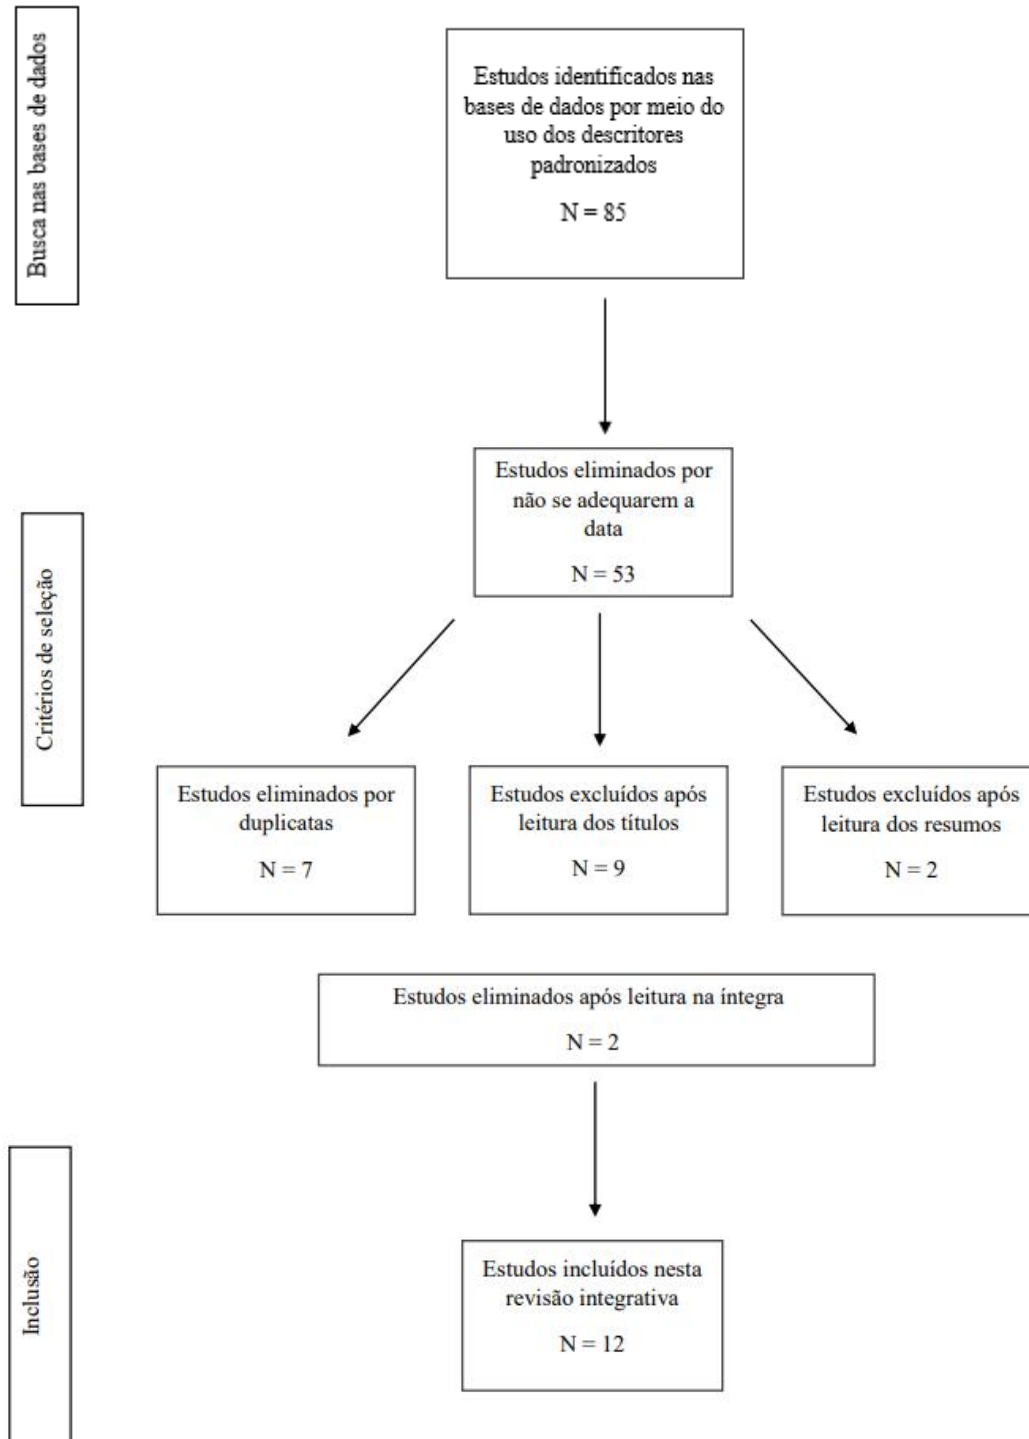 Busca nas bases de dados
Estudos identificados nas
bases de dados por meio do
uso dos descritores
padronizados
N = 85
Critérios de seleção
Estudos eliminados por
não se adequarem a
data
N = 53
Estudos eliminados por
duplicatas
N = 7
Estudos excluídos após
leitura dos títulos
N = 9
Estudos excluídos após
leitura dos resumos
N = 2
Estudos eliminados após leitura na íntegra
N = 2
Inclusão
Estudos incluídos nesta
revisão integrativa
N = 12